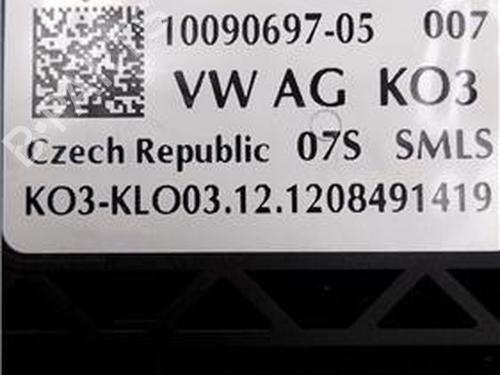 10090697-05 007
VW AG KO3
Czech Republic 07S SMLS
KO3-KLO03.12.1208491419